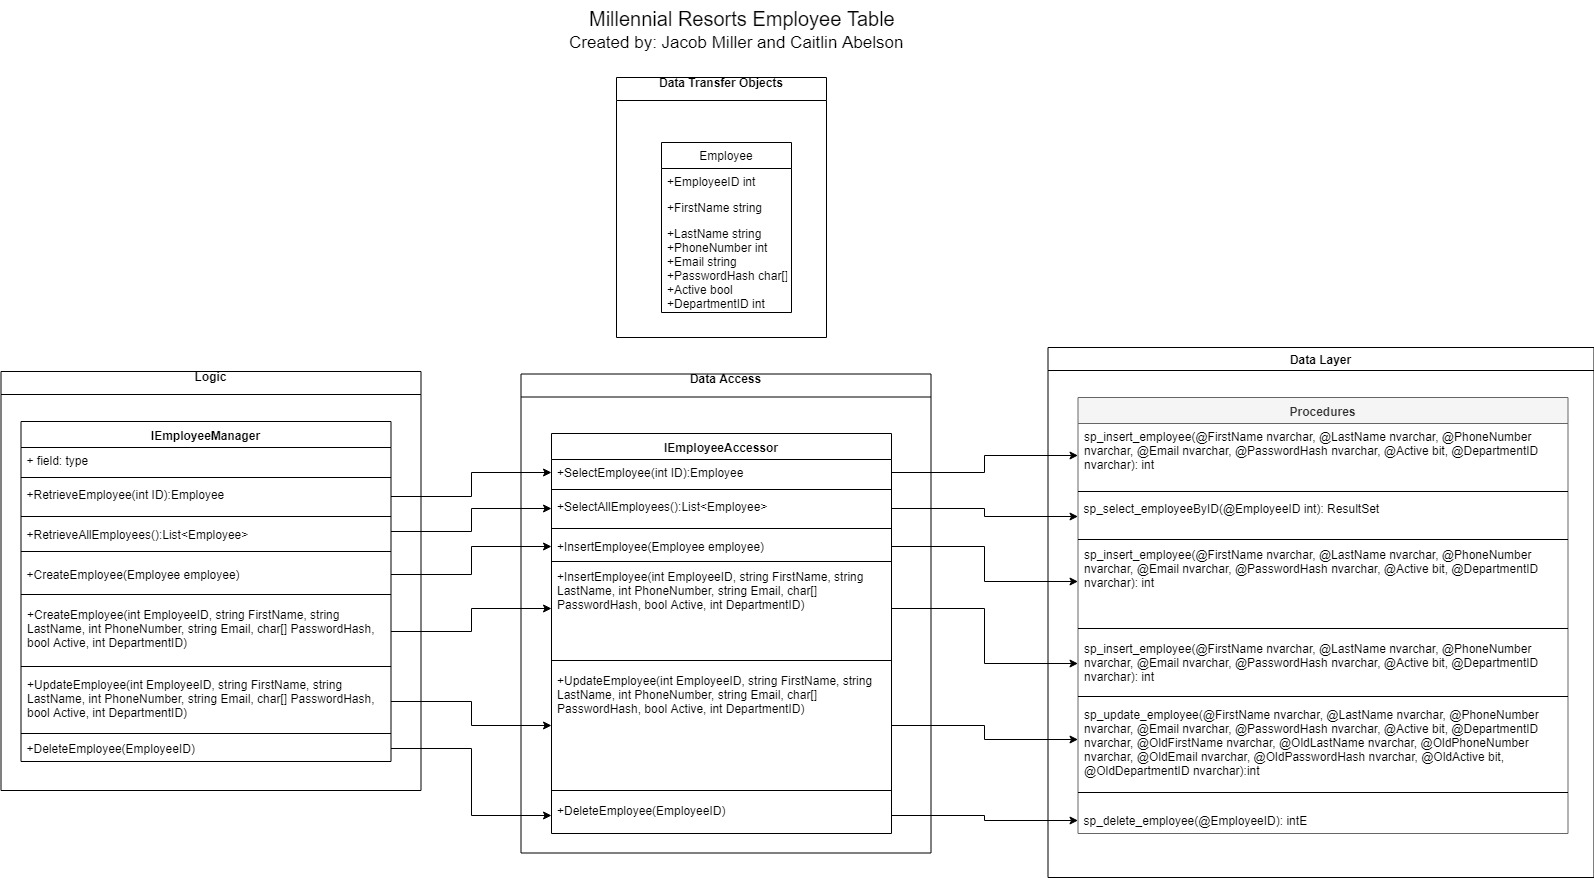 Millennial Resorts Employee Table
Created by: Jacob Miller and Caitlin Abelson
Data Transfer Objects
Employee
+EmployeeID int
+FirstName string
+LastName string
+PhoneNumber int
+Email string
+PasswordHash char[]
+Active bool
+DepartmentID int
Logic
IEmployeeManager
+ field: type
+RetrieveEmployee(int ID):Employee
+RetrieveAllEmployees():List<Employee>
+CreateEmployee(Employee employee)
+CreateEmployee(int EmployeeID, string FirstName, string
LastName, int PhoneNumber, string Email, char[] PasswordHash,
bool Active, int DepartmentID)
+UpdateEmployee(int EmployeeID, string FirstName, string
LastName, int PhoneNumber, string Email, char[] PasswordHash,
bool Active, int DepartmentID)
+DeleteEmployee(EmployeeID)
Data Access
IEmployeeAccessor
+SelectEmployee(int ID):Employee
+SelectAllEmployees():List<Employee>
+InsertEmployee(Employee employee)
+InsertEmployee(int EmployeeID, string FirstName, string
LastName, int PhoneNumber, string Email, char[]
PasswordHash, bool Active, int DepartmentID)
+UpdateEmployee(int EmployeeID, string FirstName, string
LastName, int PhoneNumber, string Email, char[]
PasswordHash, bool Active, int DepartmentID)
+DeleteEmployee(EmployeeID)
Data Layer
Procedures
sp_insert_employee(@FirstName nvarchar, @LastName nvarchar, @PhoneNumber
nvarchar, @Email nvarchar, @PasswordHash nvarchar, @Active bit, @DepartmentID
nvarchar): int
sp_select_employeeByID(@EmployeeID int): ResultSet
sp_insert_employee(@FirstName nvarchar, @LastName nvarchar, @PhoneNumber
nvarchar, @Email nvarchar, @PasswordHash nvarchar, @Active bit, @DepartmentID
nvarchar): int
sp_insert_employee(@FirstName nvarchar, @LastName nvarchar, @PhoneNumber
nvarchar, @Email nvarchar, @PasswordHash nvarchar, @Active bit, @DepartmentID
nvarchar): int
sp_update_employee(@FirstName nvarchar, @LastName nvarchar, @PhoneNumber
nvarchar, @Email nvarchar, @PasswordHash nvarchar, @Active bit, @DepartmentID
nvarchar, @OldFirstName nvarchar, @OldLastName nvarchar, @OldPhoneNumber
nvarchar, @OldEmail nvarchar, @OldPasswordHash nvarchar, @OldActive bit,
@OldDepartmentID nvarchar):int
sp_delete_employee(@EmployeeID): intE